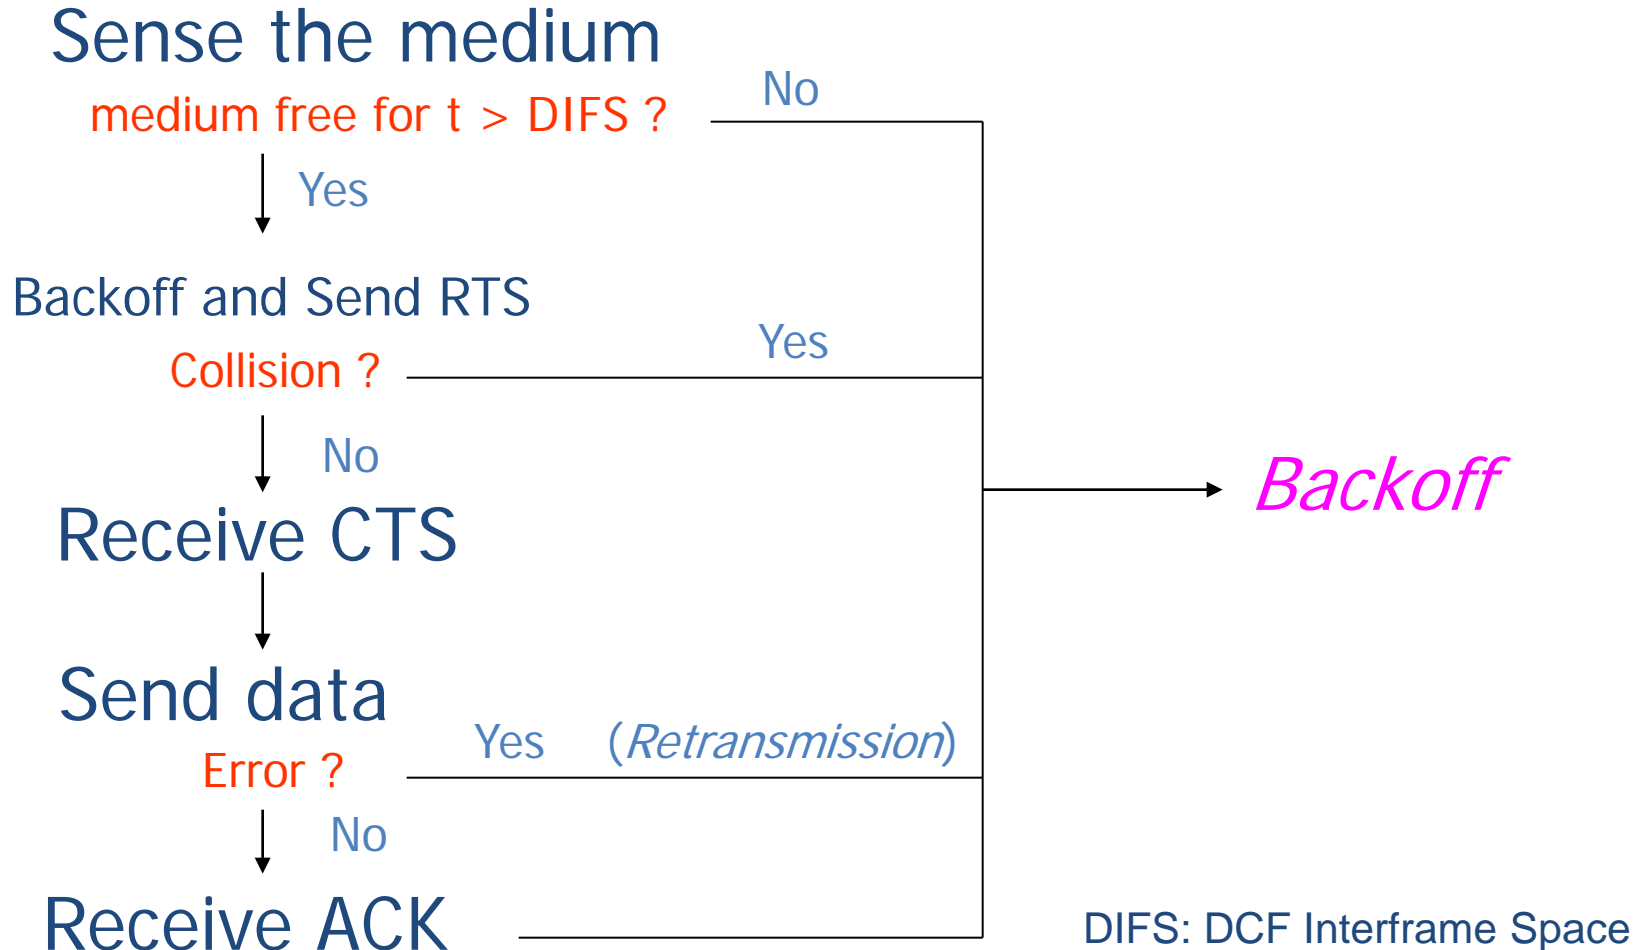 Sense the medium
medium free for t > DIFS ?
No
Yes
Backoff and Send RTS
Collision ?
Yes
No
Receive CTS
Backoff
Send data
Error ?
Yes (Retransmission)
No
Receive ACK
DIFS: DCF Interframe Space